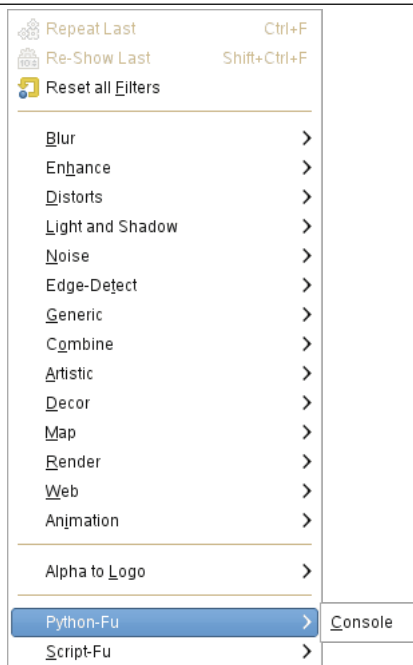 Repeat Last Ctrl+F
Re-Show Last Shift+Ctrl+F
Reset all Filters
Blur
Enhance
Distorts
Light and Shadow
Noise
Edge-Detect
Generic
Combine
Artistic
Decor
Map
Render
Web
Animation
Alpha to Logo
Python-Fu Console
Script-Fu